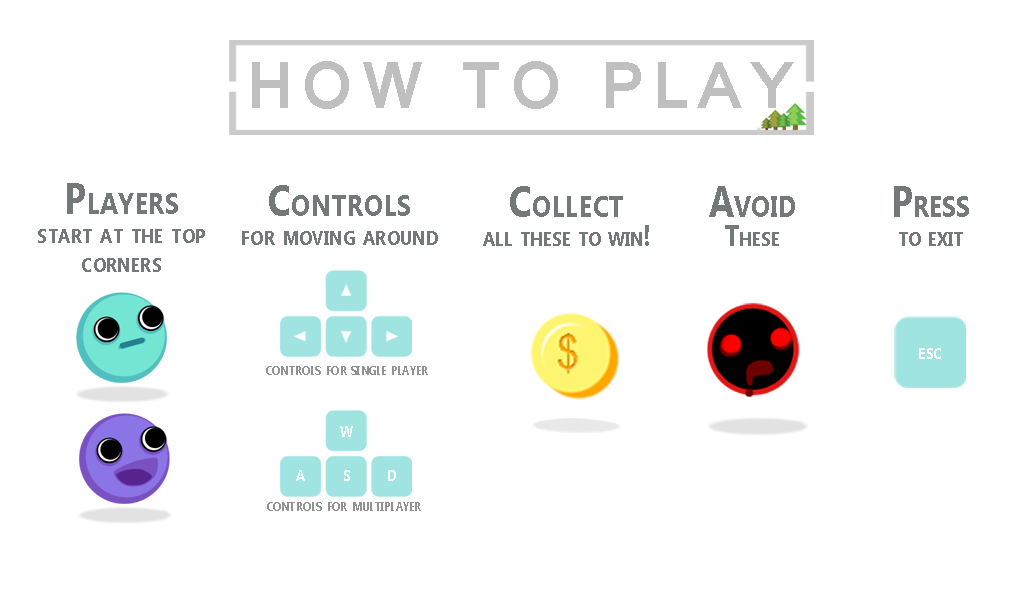 HOW TO PLAY
PLAYERS
START AT THE TOP
CORNERS
CONTROLS
FOR MOVING AROUND
▲
◄ ▼ ►
CONTROLS FOR SINGLE PLAYER
W
A S D
CONTROLS FOR MULTIPLAYER
COLLECT
ALL THESE TO WIN!
$
AVOID
THESE
PRESS
TO EXIT
ESC